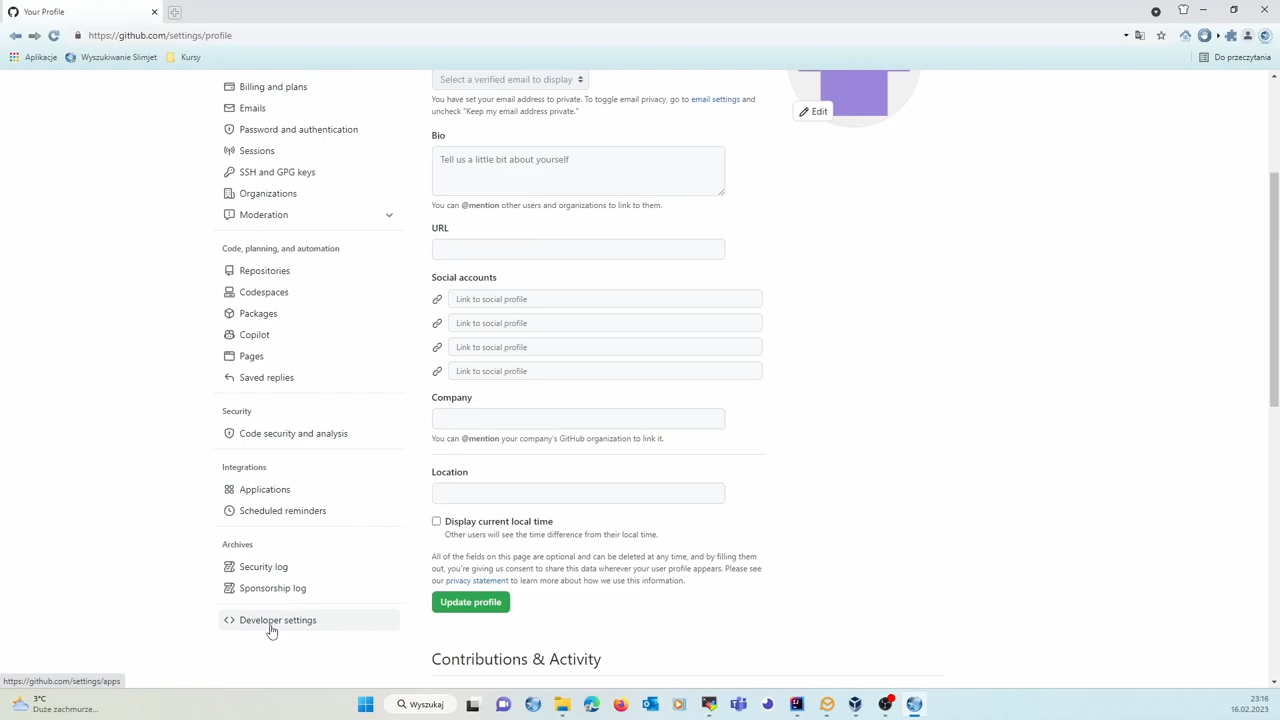 Your Profile
https://github.com/settings/profile
Aplikacje
Wyszukiwanie Slimjet
Kursy
Do przeczytania
Billing and plans
Emails
Password and authentication
Sessions
SSH and GPG keys
Organizations
Moderation
Code, planning, and automation
Repositories
Codespaces
Packages
Copilot
Pages
Saved replies
Security
Code security and analysis
Integrations
Applications
Scheduled reminders
Archives
Security log
Sponsorship log
Developer settings
Select a verified email to display
You have set your email address to private. To toggle email privacy, go to email settings and
uncheck "Keep my email address private."
Edit
Bio
Tell us a little bit about yourself
You can @mention other users and organizations to link to them.
URL
Social accounts
Link to social profile
Link to social profile
Link to social profile
Link to social profile
Company
You can @mention your company's GitHub organization to link it.
Location
Display current local time
Other users will see the time difference from their local time.
All of the fields on this page are optional and can be deleted at any time, and by filling them
out, you're giving us consent to share this data wherever your user profile appears. Please see
our privacy statement to learn more about how we use this information.
Update profile
Contributions & Activity
https://github.com/settings/apps
3°C
Duże zachmurze...
Wyszukaj
23:16
16.02.2023